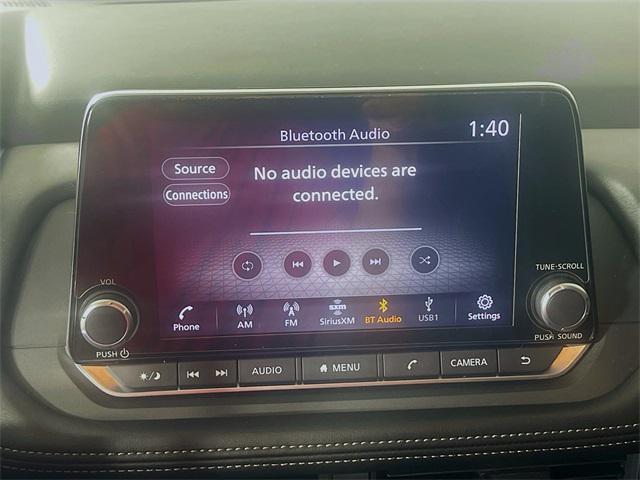 Bluetooth Audio
1:40
Source
No audio devices are
connected.
Connections
VOL
PUSH
TUNE·SCROLL
PUSH SOUND
Phone
AM
FM
sxm
SiriusXM
BT Audio
USB1
Settings
AUDIO
MENU
CAMERA